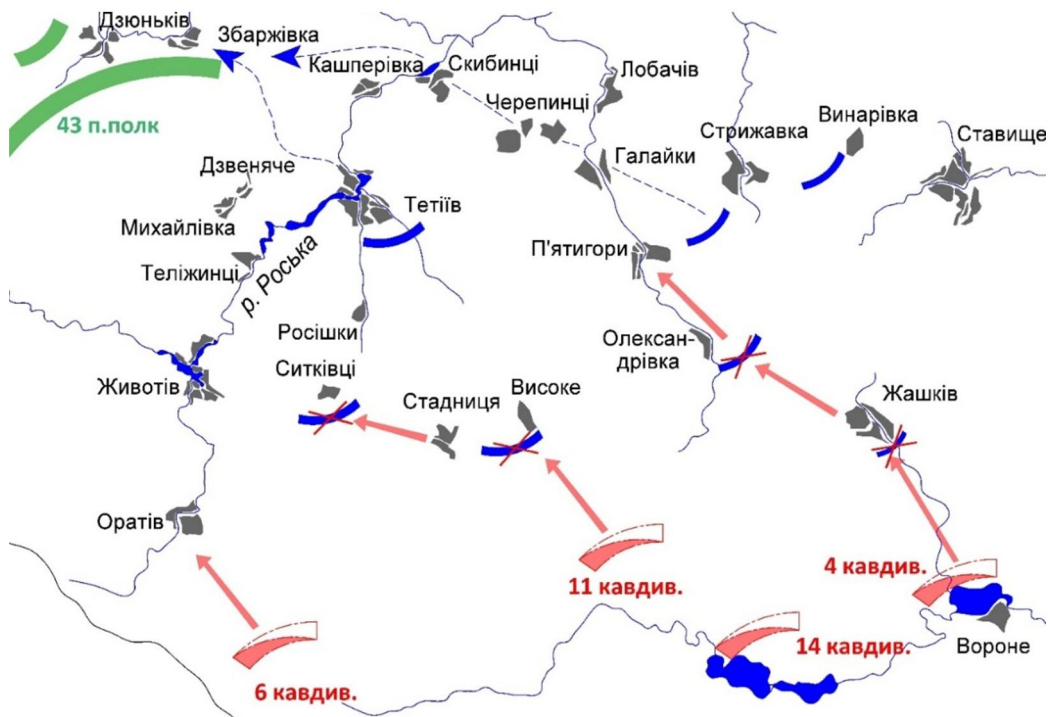 Дзюньків
Збаржівка
Кашперівка
Скибинці
Лобачів
Черепинці
43 п.полк
Стрижавка
Винарівка
Ставище
Галайки
Дзвеняче
Тетіїв
Михайлівка
П'ятигори
Теліжинці
р. Роська
Росішки
Олексан-
дрівка
Животів
Ситківці
Високе
Стадниця
Жашків
Оратів
11 кавдив.
4 кавдив.
14 кавдив.
Вороне
6 кавдив.